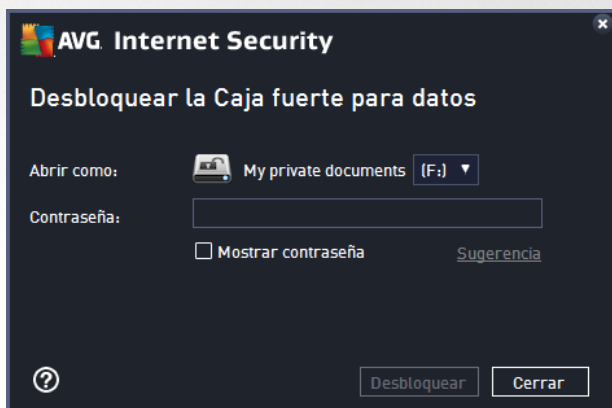 AVG. Internet Security
Desbloquear la Caja fuerte para datos
Abrir como: My private documents (F:)
Contraseña:
Mostrar contraseña Sugerencia
Desbloquear Cerrar